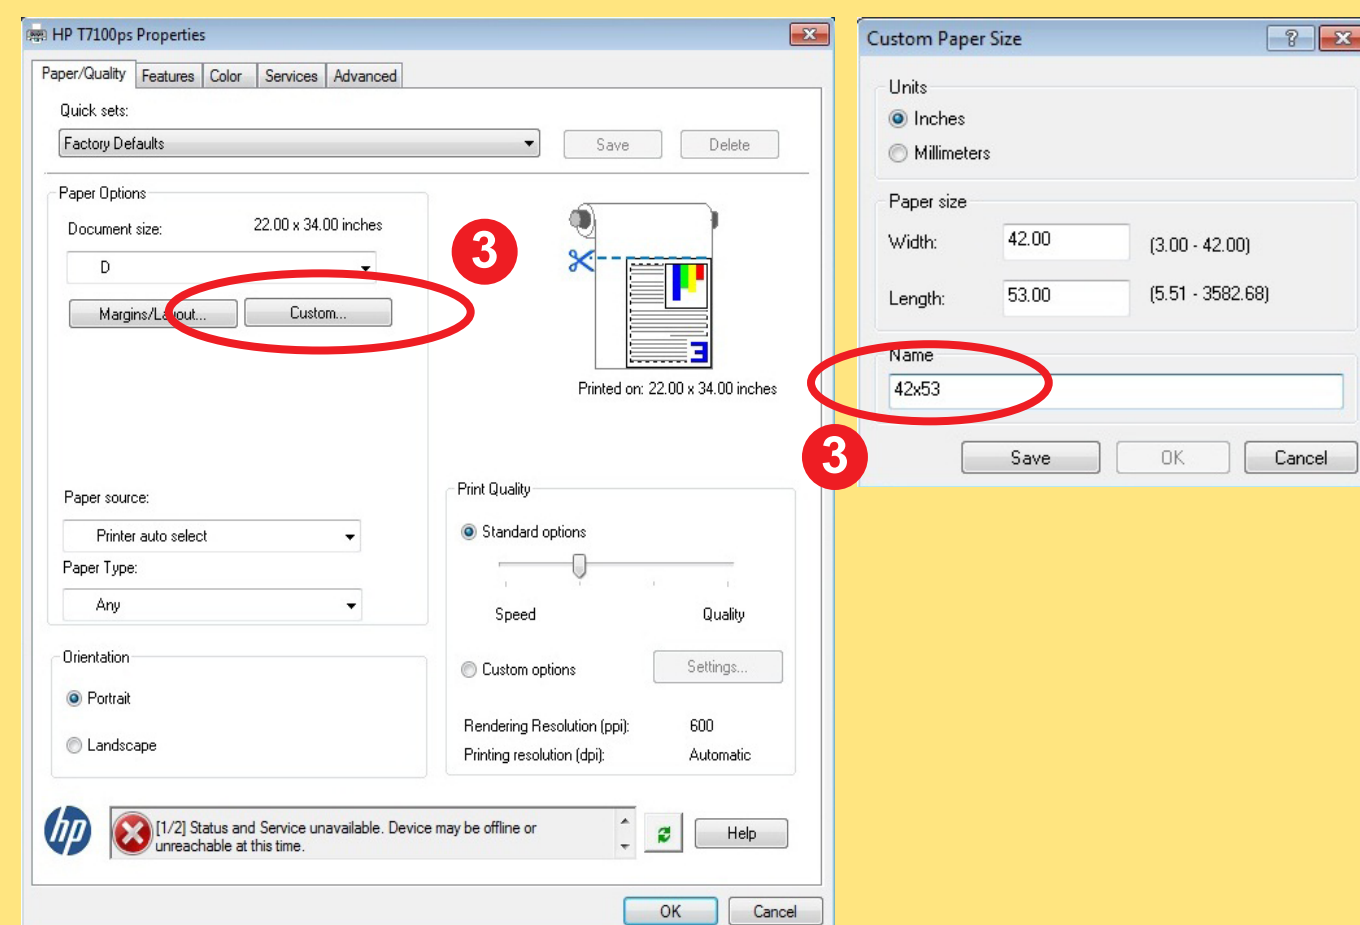 HP T7100ps Properties
Paper/Quality Features Color Services Advanced
Quick sets:
Factory Defaults Save Delete
Paper Options
Document size: 22.00 x 34.00 inches
D
Margins/Layout... Custom...
3
3
Printed on: 22.00 x 34.00 inches
Paper source:
Printer auto select
Paper Type:
Any
Print Quality
Standard options
Speed Quality
Custom options Settings...
Rendering Resolution (ppi): 600
Printing resolution (dpi): Automatic
Orientation
Portrait
Landscape
hp
[1/2] Status and Service unavailable. Device may be offline or
unreachable at this time.
Help
OK Cancel
Custom Paper Size
?
Units
Inches
Millimeters
Paper size
Width: 42.00 (3.00 - 42.00)
Length: 53.00 (5.51 - 3582.68)
Name
42x53
3
Save OK Cancel